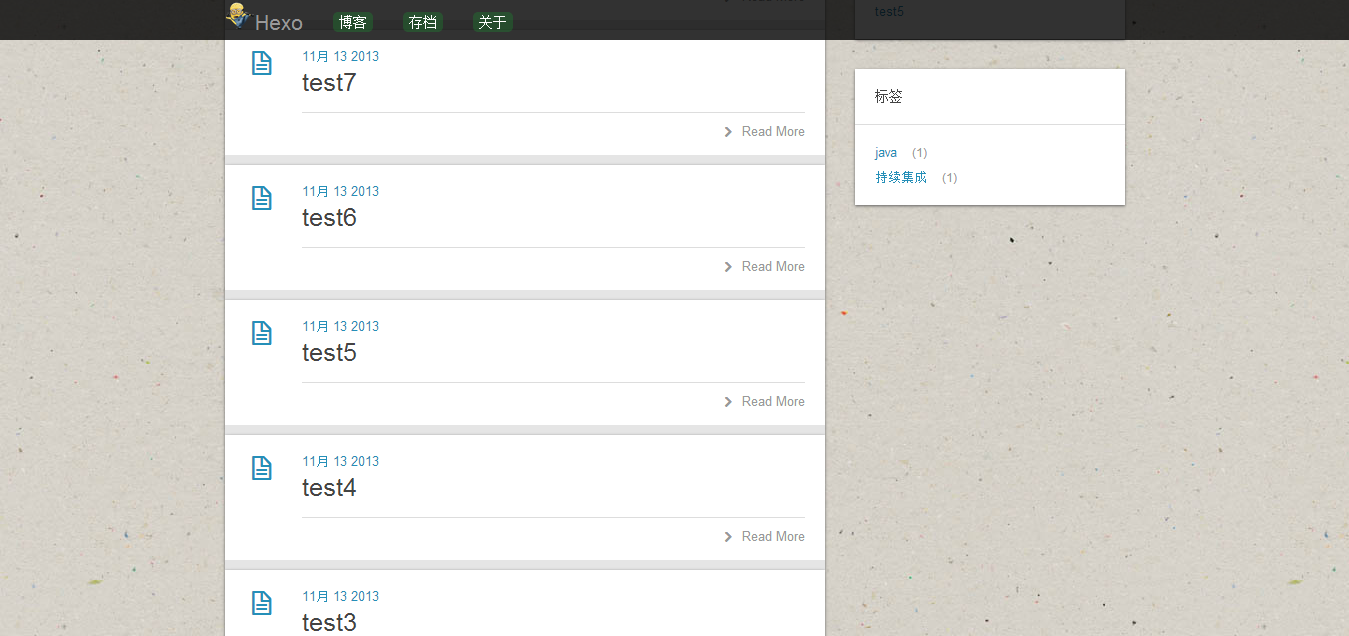 Hexo 博客 存档 关于
11月 13 2013
test7
Read More
11月 13 2013
test6
Read More
11月 13 2013
test5
Read More
11月 13 2013
test4
Read More
11月 13 2013
test3
test5
标签
java (1)
持续集成 (1)